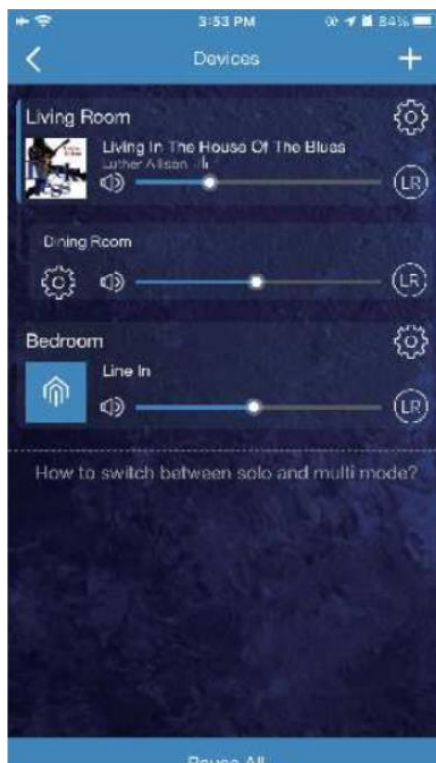 3:53 PM
84%
Devices
Living Room
Living In The House Of The Blues
Luther Allison
LR
Dining Room
LR
Bedroom
Line In
LR
How to switch between solo and multi mode?
Pause All